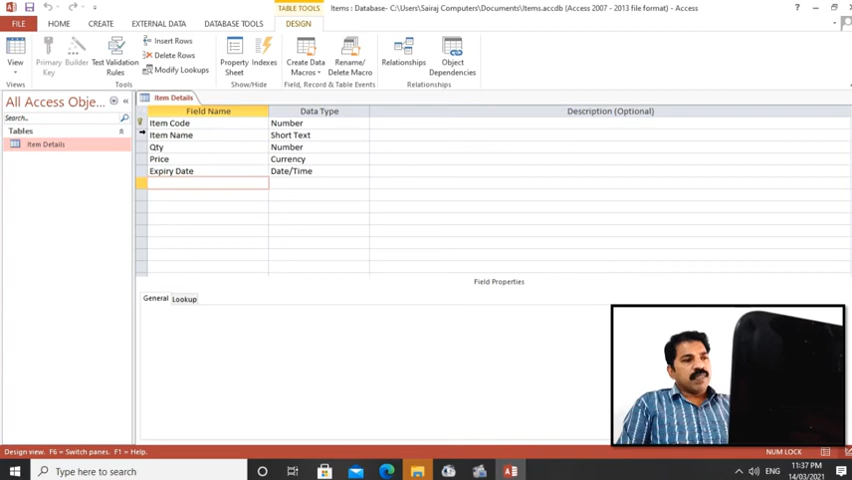 Items : Database- C:\Users\Sairaj Computers\Documents\Items.accdb (Access 2007 - 2013 file format) - Access
TABLE TOOLS
FILE HOME CREATE EXTERNAL DATA DATABASE TOOLS DESIGN
View
Primary Key
Builder
Test Validation Rules
Insert Rows
Delete Rows
Modify Lookups
Property Sheet
Indexes
Create Data Macros
Rename/ Delete Macro
Relationships
Object Dependencies
Views Tools Show/Hide Field, Record & Table Events Relationships
All Access Obje...
Search...
Tables
Item Details
Item Details
Field Name Data Type Description (Optional)
Item Code Number
Item Name Short Text
Qty Number
Price Currency
Expiry Date Date/Time
Field Properties
General Lookup
Design view. F6 = Switch panes. F1 = Help.
NUM LOCK
Type here to search
ENG
11:37 PM
14/03/2021